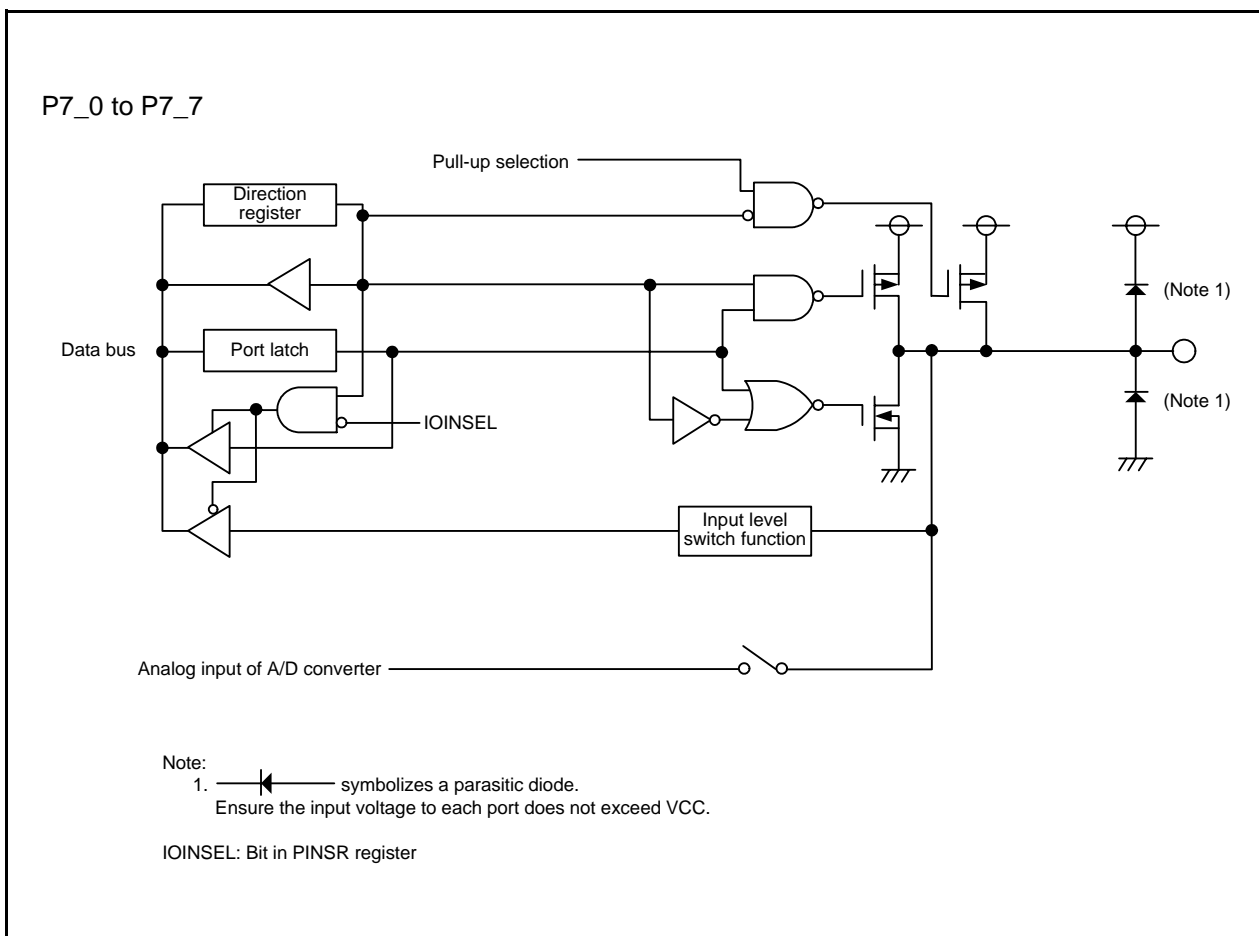 P7_0 to P7_7
Pull-up selection
Direction
register
(Note 1)
Data bus
Port latch
(Note 1)
IOINSEL
Input level
switch function
Analog input of A/D converter
Note:
1. symbolizes a parasitic diode.
Ensure the input voltage to each port does not exceed VCC.
IOINSEL: Bit in PINSR register